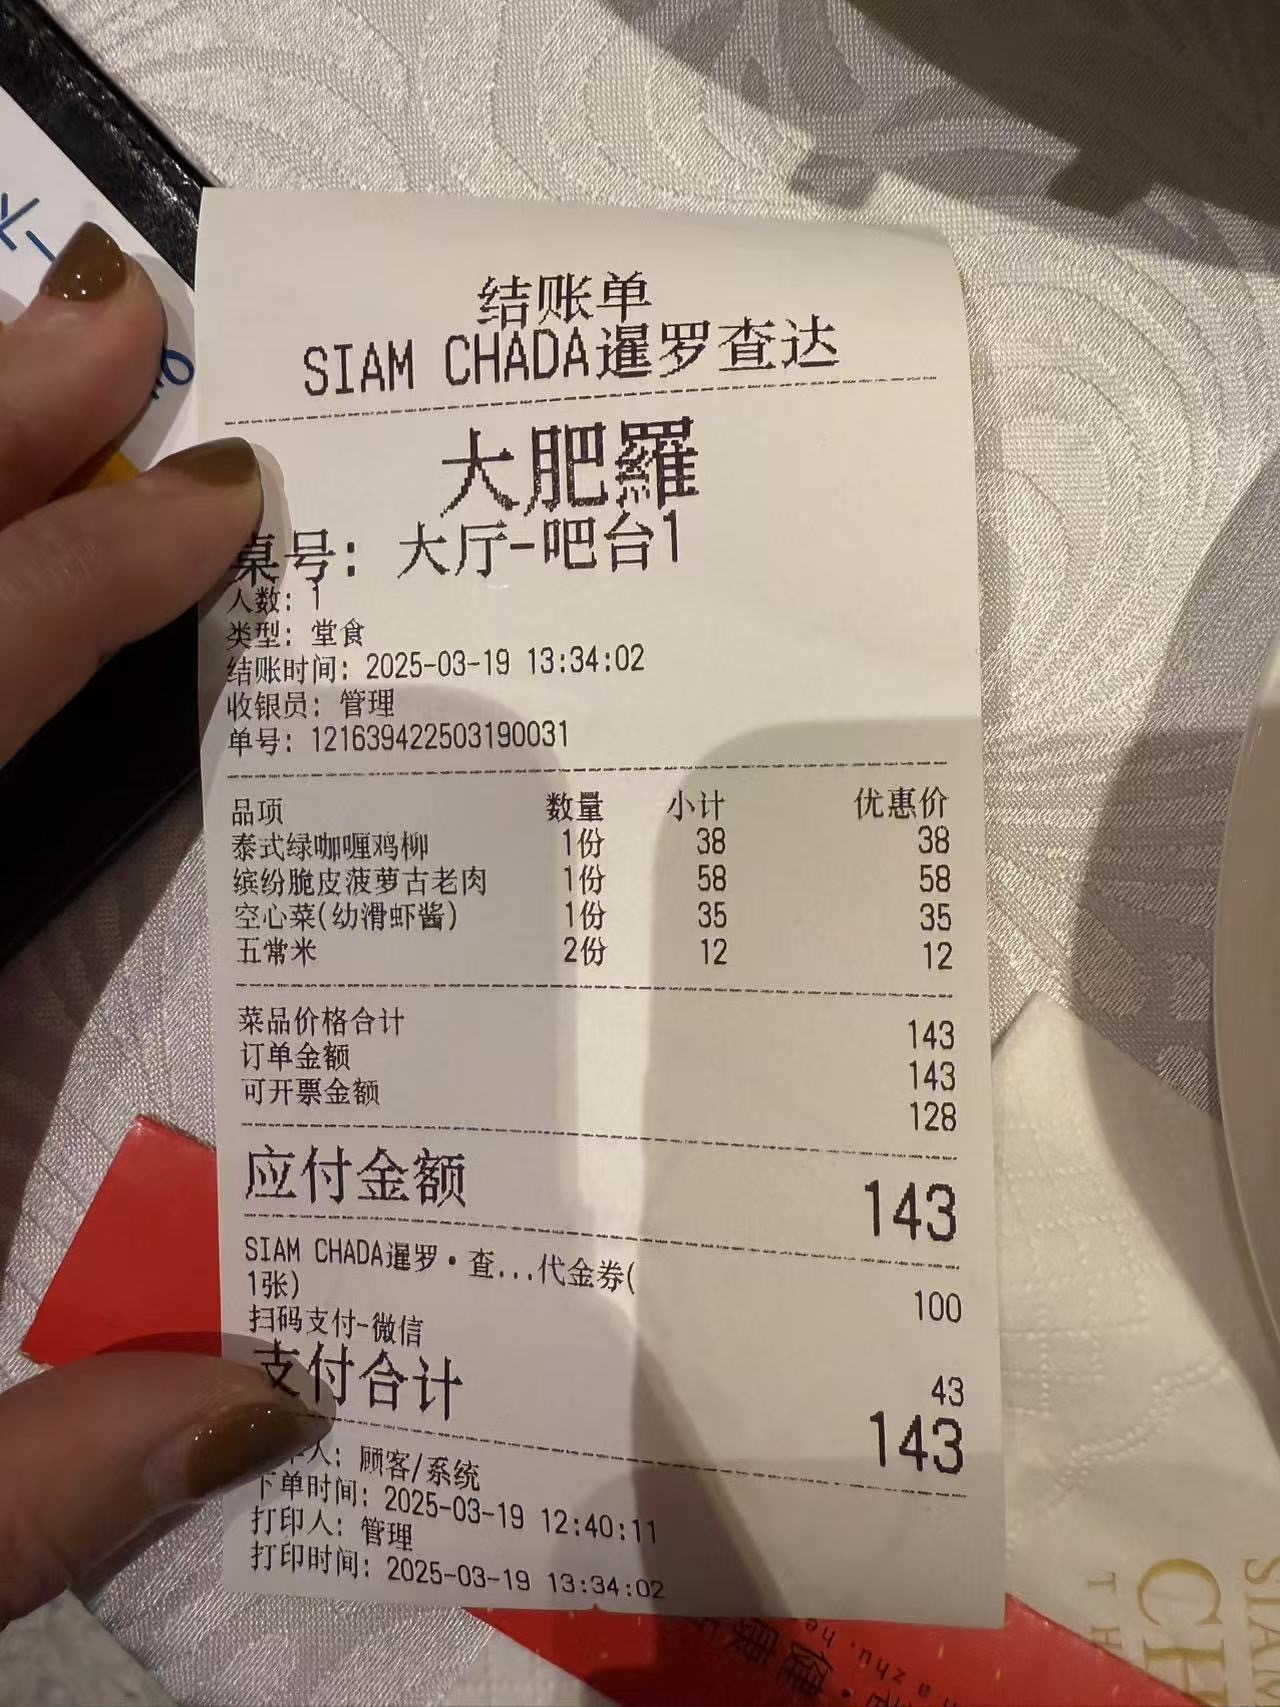 结账单
SIAM CHADA暹罗查达
大肥羅
桌号: 大厅-吧台1
人数: 1
类型: 堂食
结账时间: 2025-03-19 13:34:02
收银员: 管理
单号: 121639422503190031
品项 数量 小计 优惠价
泰式绿咖喱鸡柳 1份 38 38
缤纷脆皮菠萝古老肉 1份 58 58
空心菜(幼滑虾酱) 1份 35 35
五常米 2份 12 12
菜品价格合计 143
订单金额 143
可开票金额 128
应付金额 143
SIAM CHADA暹罗·查...代金券(
1张) 100
扫码支付-微信 43
支付合计 143
人: 顾客/系统
下单时间: 2025-03-19 12:40:11
打印人: 管理
打印时间: 2025-03-19 13:34:02
SIAM
CH
T H